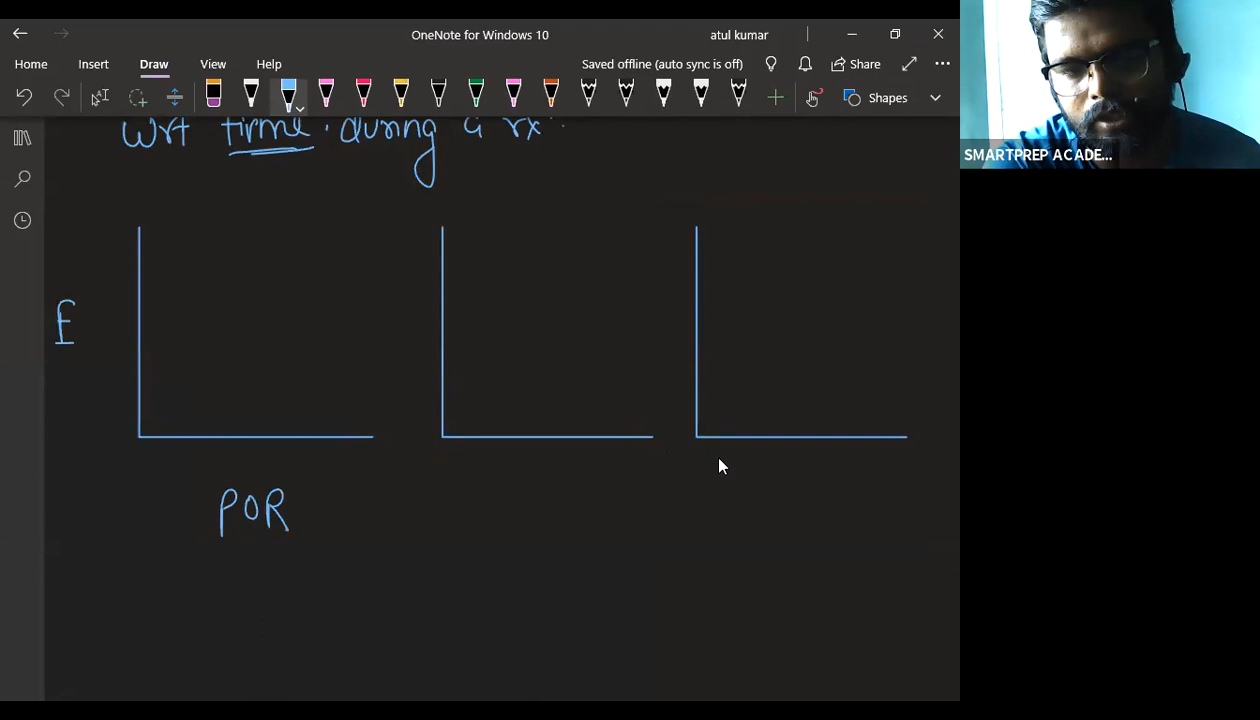 OneNote for Windows 10
atul kumar
Home Insert Draw View Help
Saved offline (auto sync is off)
Share
Shapes
SMARTPREP ACADE...
wrt time. during a rxⁿ.
E
POR